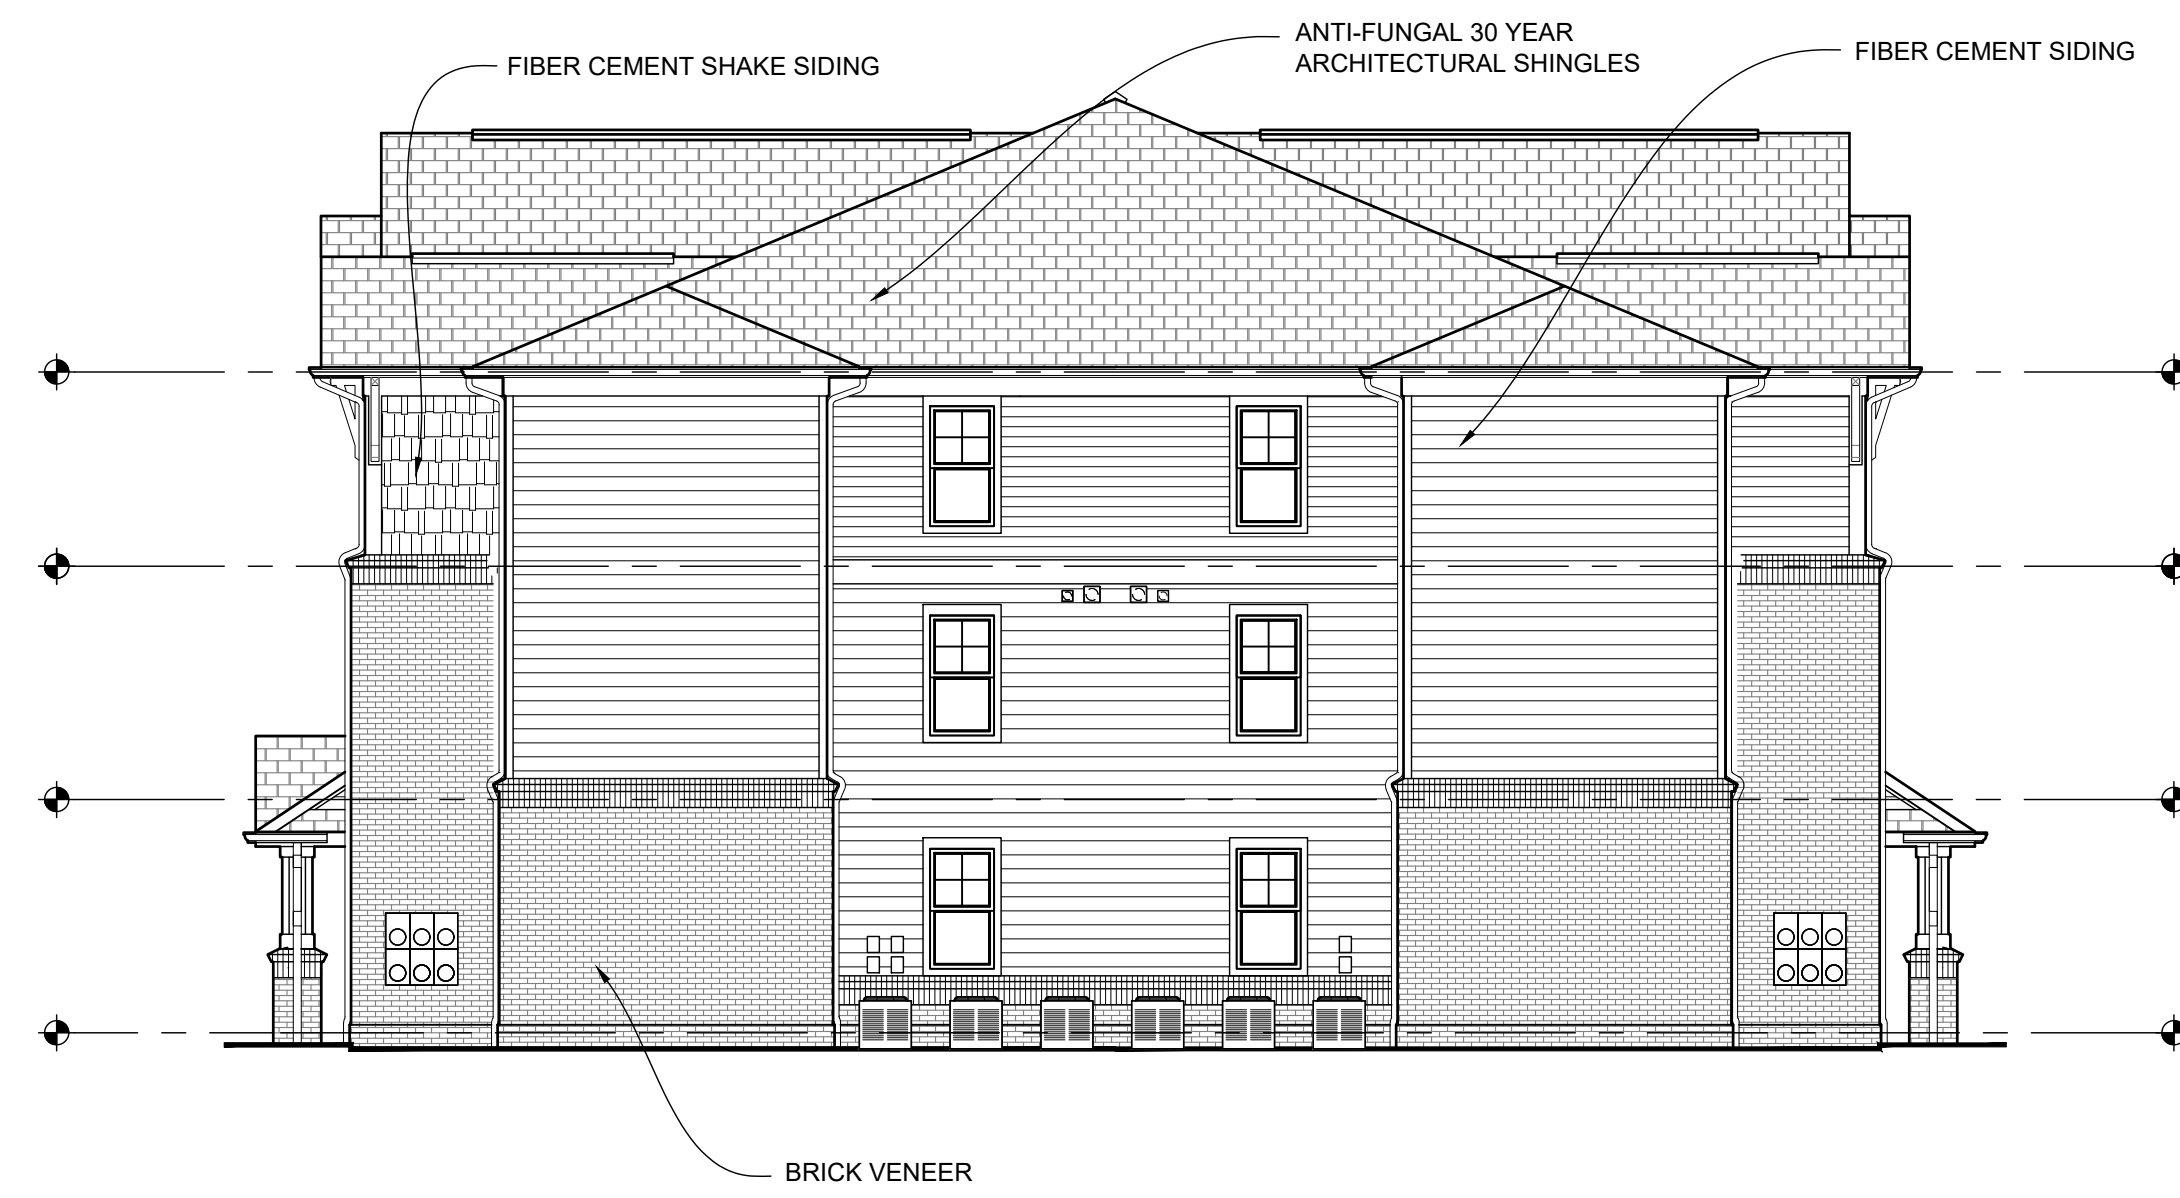 ANTI-FUNGAL 30 YEAR
ARCHITECTURAL SHINGLES
FIBER CEMENT SIDING
FIBER CEMENT SHAKE SIDING
BRICK VENEER